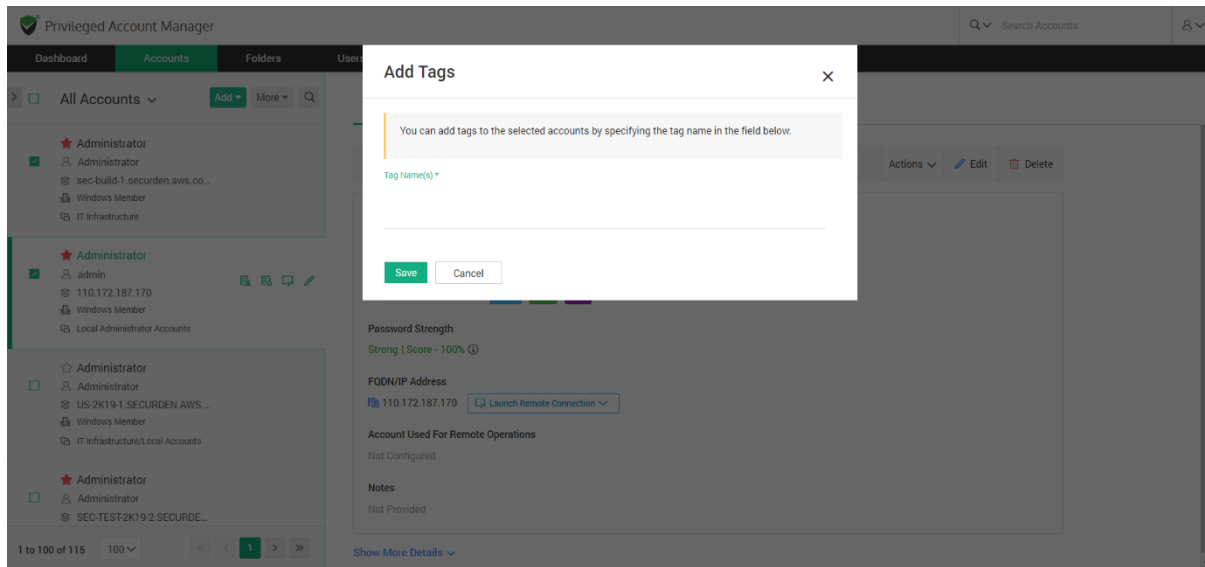 Privileged Account Manager
Search Accounts
Dashboard Accounts Folders Users
All Accounts Add More
Administrator
Administrator
sec-build-1.securden.aws.co...
Windows Member
IT Infrastructure
Administrator
admin
110.172.187.170
Windows Member
Local Administrator Accounts
Administrator
Administrator
US-2K19-1.SECURDEN.AWS...
Windows Member
IT Infrastructure/Local Accounts
Administrator
Administrator
SEC-TEST-2K19-2.SECURDE...
1 to 100 of 115 100 « < 1 > »
Add Tags
You can add tags to the selected accounts by specifying the tag name in the field below.
Tag Name(s) *
Save Cancel
Actions Edit Delete
Password Strength
Strong | Score - 100%
FQDN/IP Address
110.172.187.170 Launch Remote Connection
Account Used For Remote Operations
Not Configured
Notes
Not Provided
Show More Details